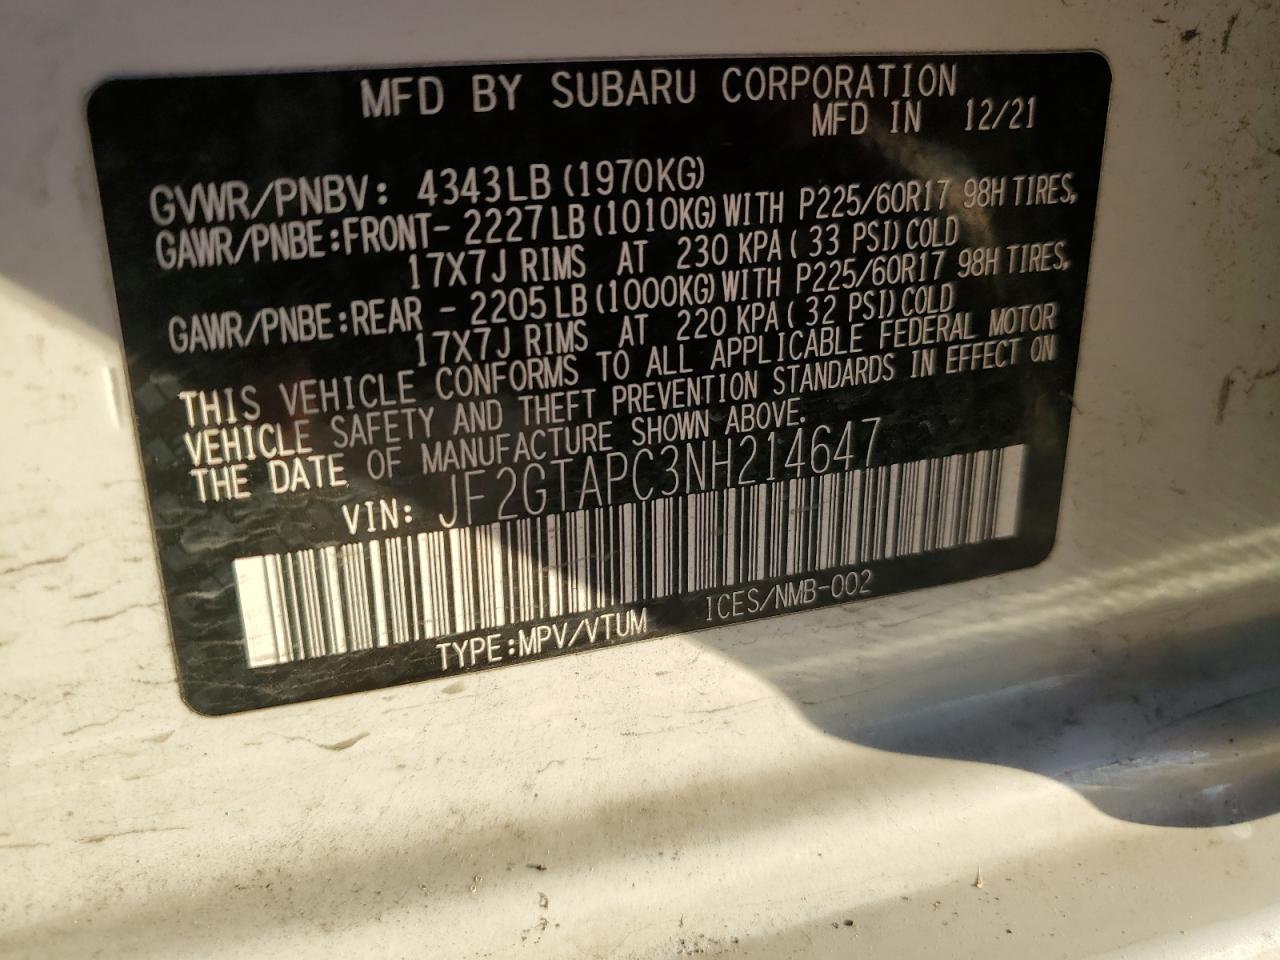 MFD BY SUBARU CORPORATION
MFD IN 12/21
GVWR/PNBV: 4343LB (1970KG)
GAWR/PNBE:FRONT- 2227LB (1010KG) WITH P225/60R17 98H TIRES,
17X7J RIMS AT 230 KPA ( 33 PSI) COLD
GAWR/PNBE:REAR - 2205LB (1000KG) WITH P225/60R17 98H TIRES,
17X7J RIMS AT 220 KPA ( 32 PSI) COLD
THIS VEHICLE CONFORMS TO ALL APPLICABLE FEDERAL MOTOR
VEHICLE SAFETY AND THEFT PREVENTION STANDARDS IN EFFECT ON
THE DATE OF MANUFACTURE SHOWN ABOVE.
VIN: JF2GTAPC3NH214647
TYPE:MPV/VTUM ICES/NMB-002